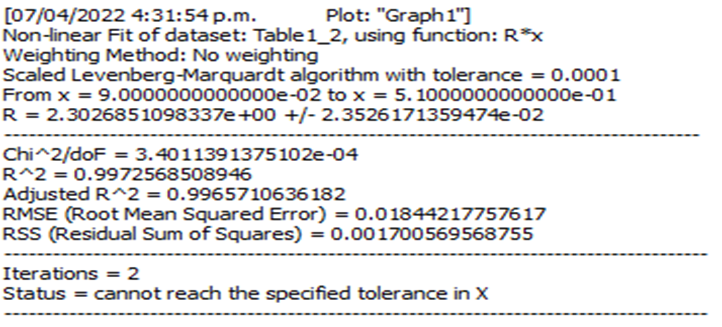 [07/04/2022 4:31:54 p.m. Plot: "Graph1"]
Non-linear Fit of dataset: Table1_2, using function: R*x
Weighting Method: No weighting
Scaled Levenberg-Marquardt algorithm with tolerance = 0.0001
From x = 9.0000000000000e-02 to x = 5.1000000000000e-01
R = 2.3026851098337e+00 +/- 2.3526171359474e-02
--------------------------------------------------------------------------------------
Chi^2/doF = 3.4011391375102e-04
R^2 = 0.9972568508946
Adjusted R^2 = 0.9965710636182
RMSE (Root Mean Squared Error) = 0.01844217757617
RSS (Residual Sum of Squares) = 0.001700569568755
---------------------------------------------------------------------------------------
Iterations = 2
Status = cannot reach the specified tolerance in X
---------------------------------------------------------------------------------------